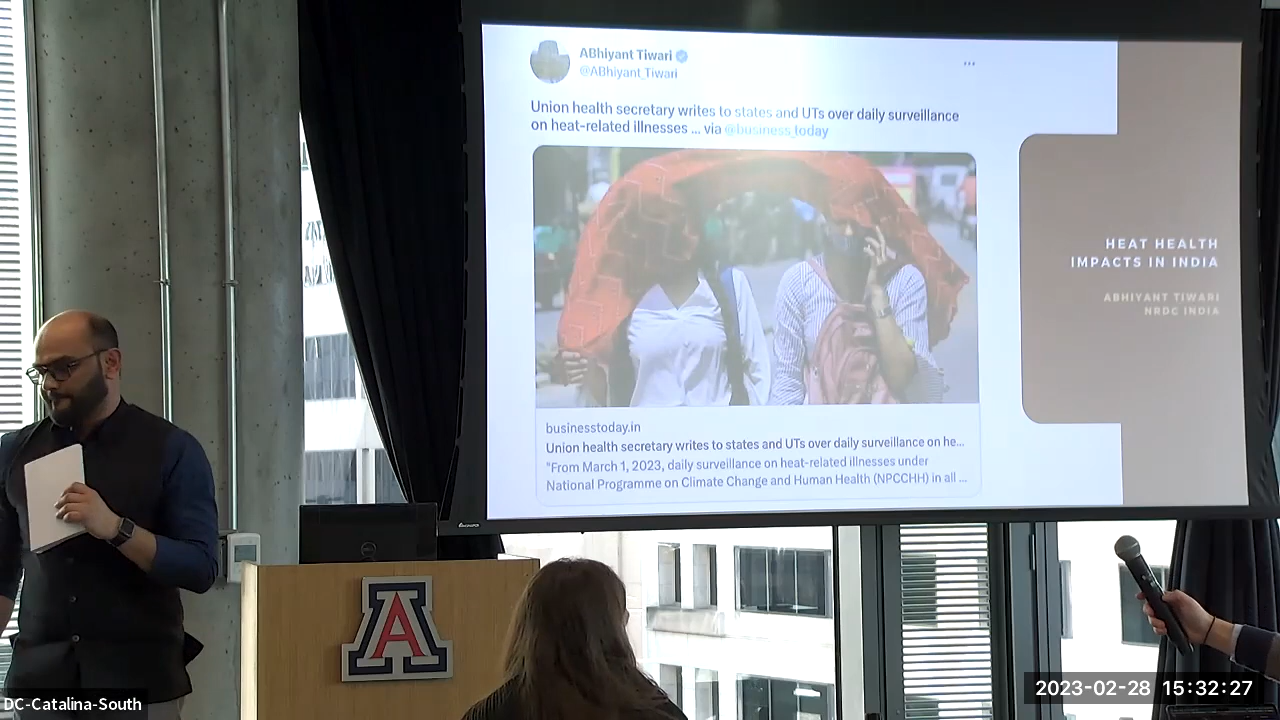 ABhiyant Tiwari
@ABhiyant_Tiwari
Union health secretary writes to states and UTs over daily surveillance
on heat-related illnesses ... via @business_today
businesstoday.in
Union health secretary writes to states and UTs over daily surveillance on he...
"From March 1, 2023, daily surveillance on heat-related illnesses under
National Programme on Climate Change and Human Health (NPCCHH) in all ...
HEAT HEALTH
IMPACTS IN INDIA
ABHIYANT TIWARI
NRDC INDIA
A
DC-Catalina-South
2023-02-28 15:32:27